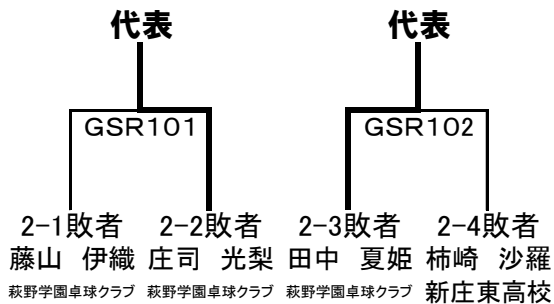 代表 代表
GSR101 GSR102
2-1敗者 2-2敗者 2-3敗者 2-4敗者
藤山 伊織 庄司 光梨 田中 夏姫 柿崎 沙羅
萩野学園卓球クラブ 萩野学園卓球クラブ 萩野学園卓球クラブ 新庄東高校